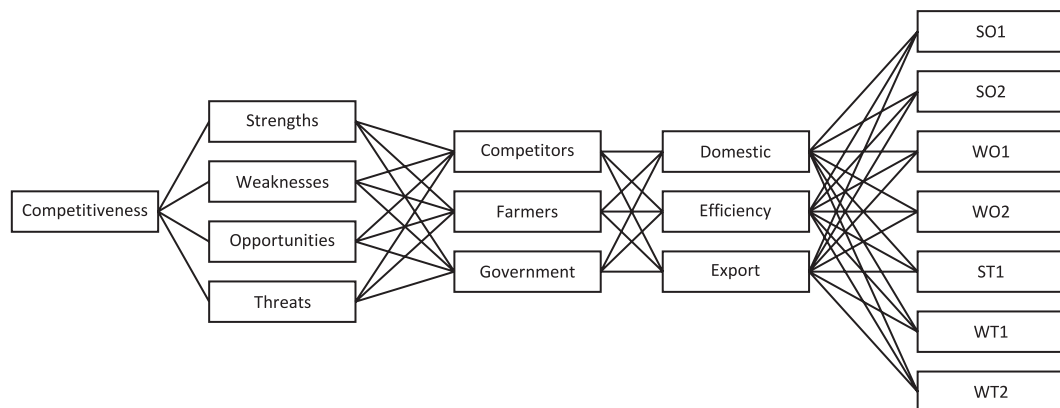 Competitiveness
Strengths
Weaknesses
Opportunities
Threats
Competitors
Farmers
Government
Domestic
Efficiency
Export
SO1
SO2
WO1
WO2
ST1
WT1
WT2